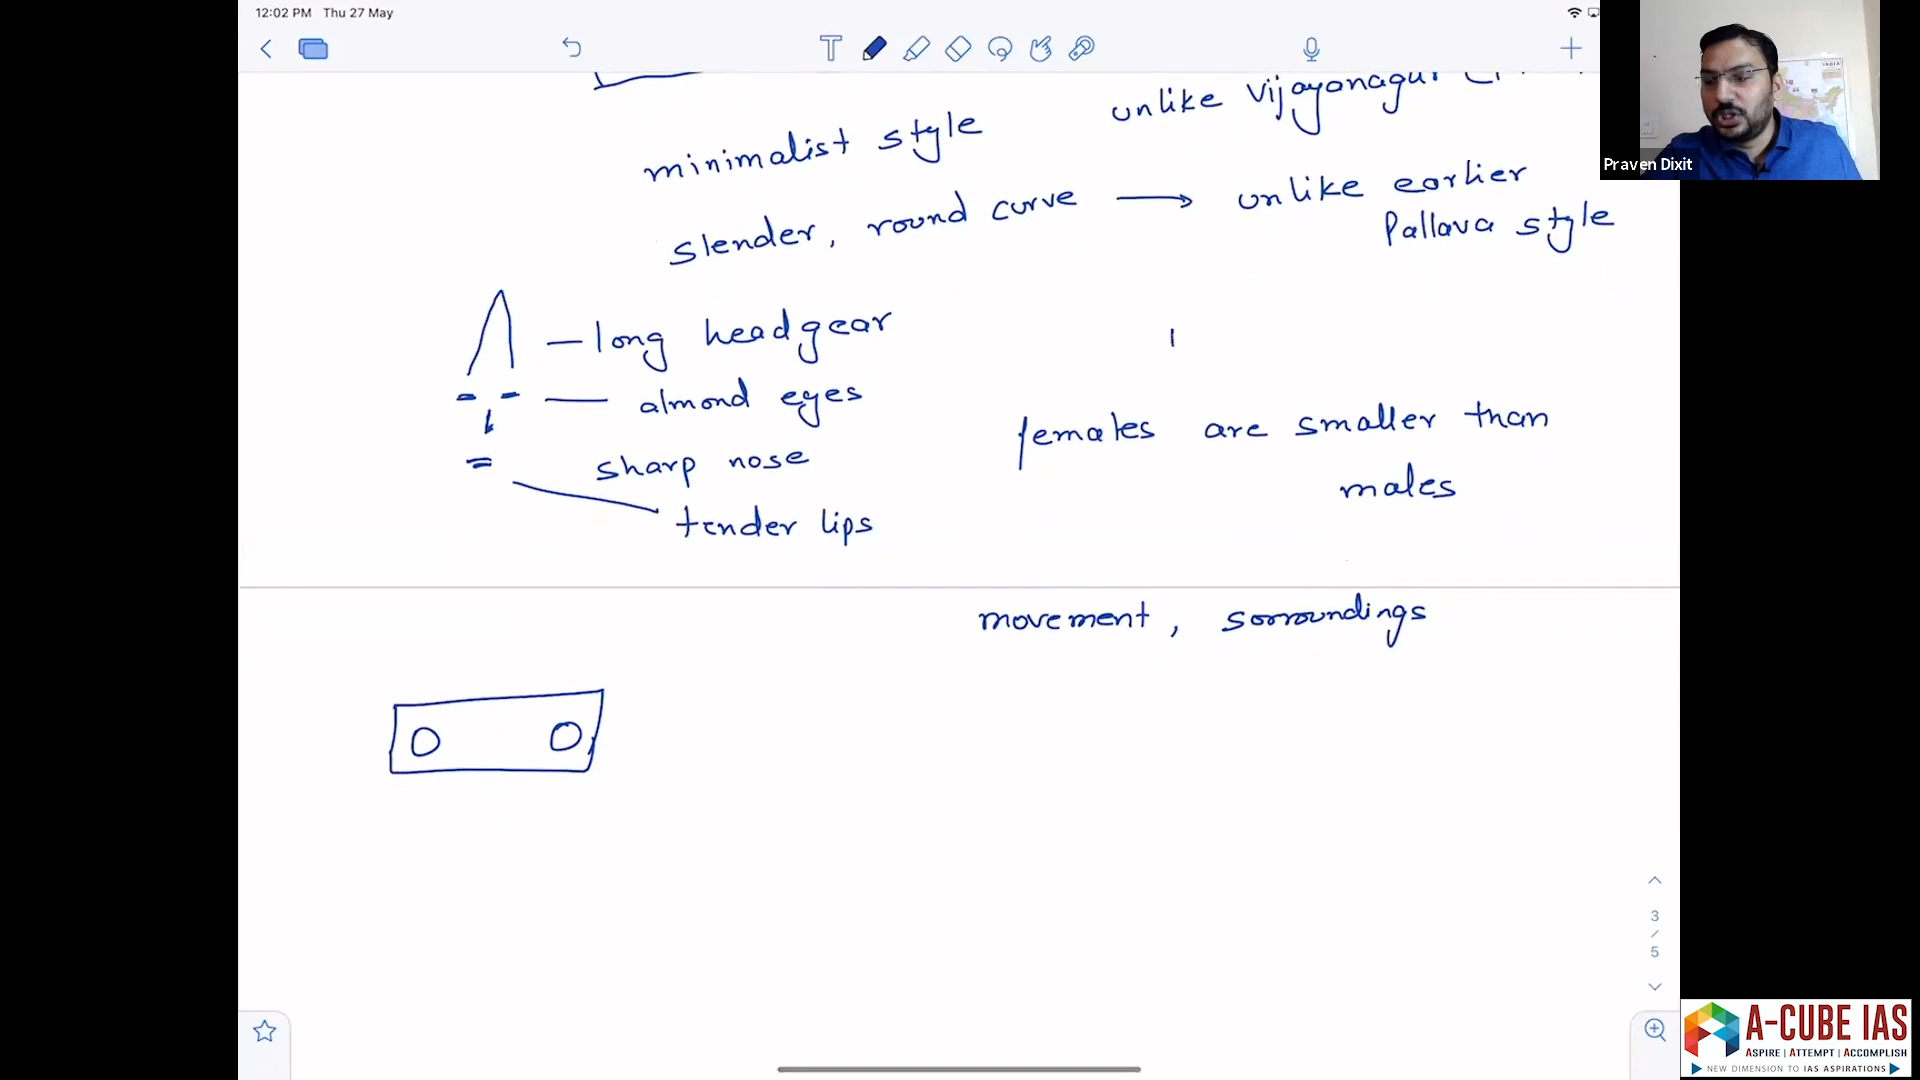 12:02 PM Thu 27 May
Praven Dixit
unlike Vijayanagur
minimalist style
slender, round curve → unlike earlier
Pallava style
— long headgear
— almond eyes
sharp nose
tender lips
females are smaller than
males
movement, sorroundings
3
/
5
A-CUBE IAS
ASPIRE | ATTEMPT | ACCOMPLISH
NEW DIMENSION TO IAS ASPIRATIONS